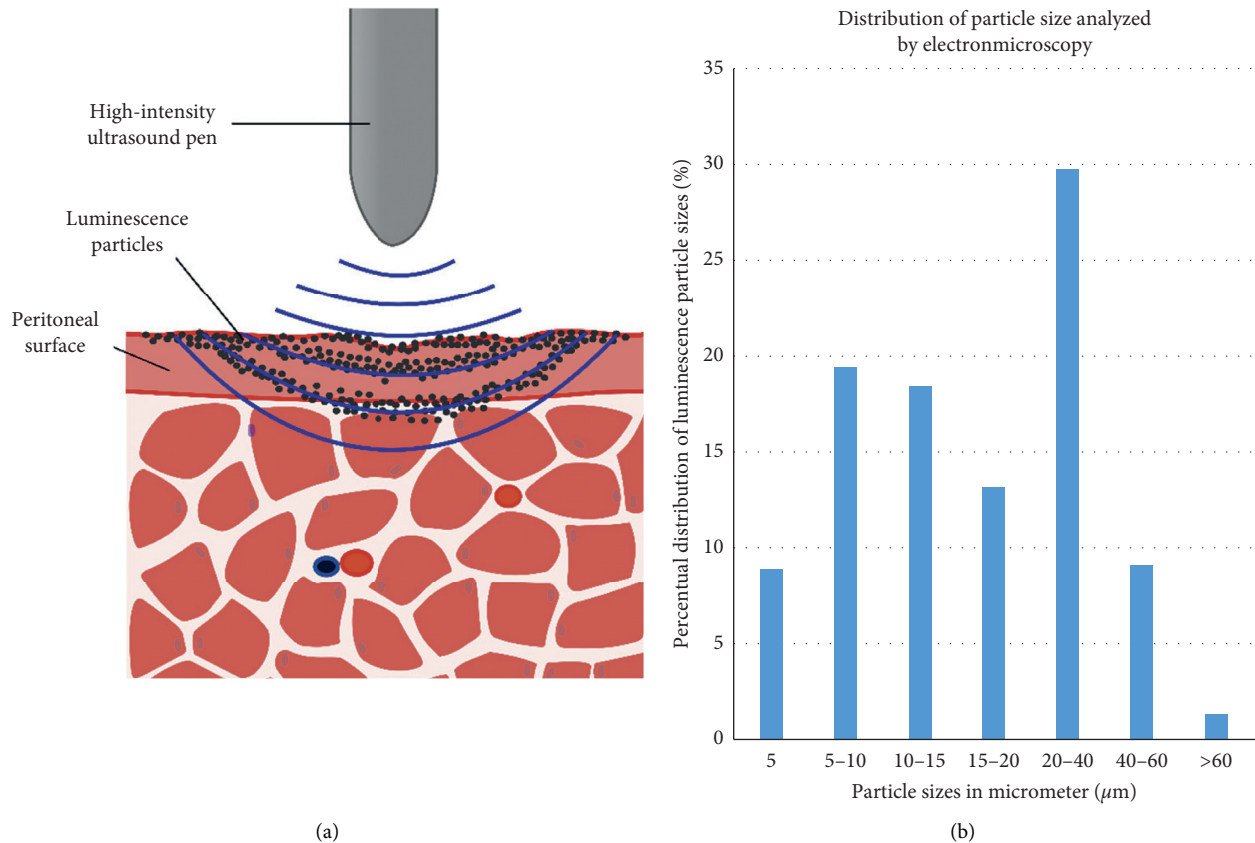 High-intensity
ultrasound pen
Luminescence
particles
Peritoneal
surface
(a)
Distribution of particle size analyzed
by electronmicroscopy
Percentual distribution of luminescence particle sizes (%)
35
30
25
20
15
10
5
0
5
5–10
10–15
15–20
20–40
40–60
>60
Particle sizes in micrometer (μm)
(b)